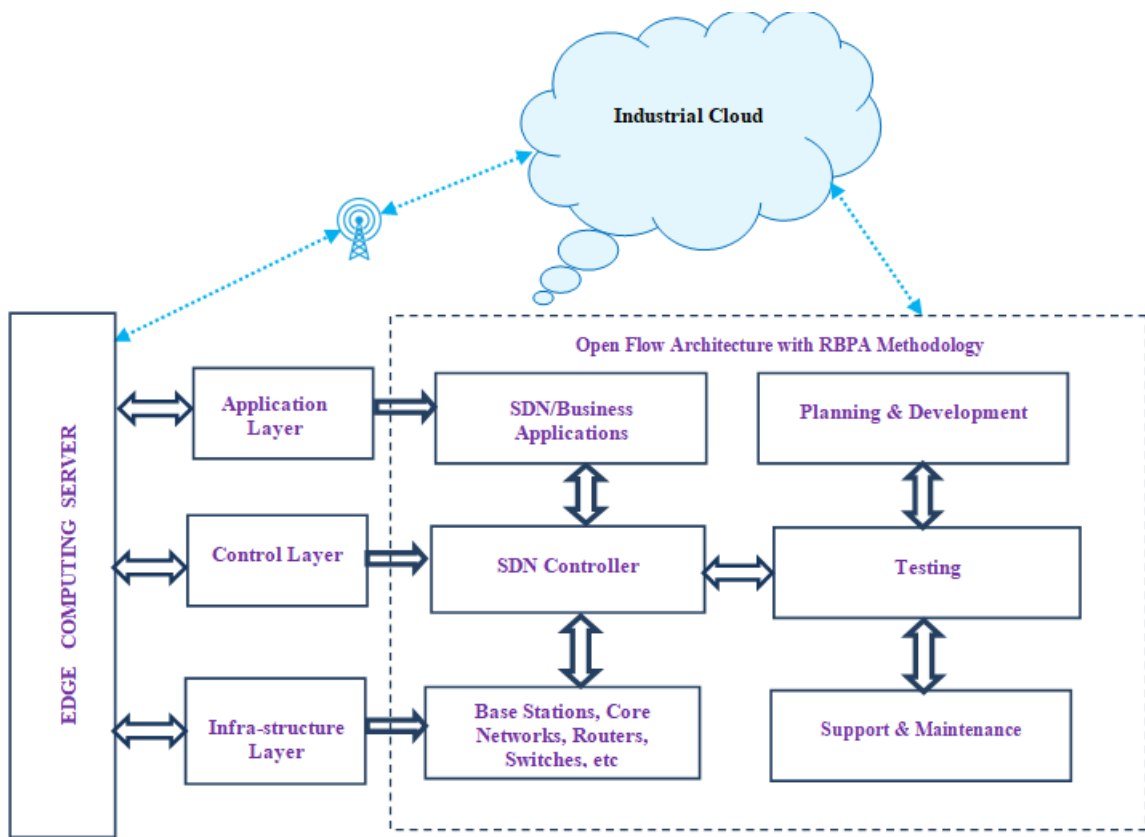 Industrial Cloud
Open Flow Architecture with RBPA Methodology
EDGE COMPUTING SERVER
Application
Layer
SDN/Business
Applications
Planning & Development
Control Layer
SDN Controller
Testing
Infra-structure
Layer
Base Stations, Core
Networks, Routers,
Switches, etc
Support & Maintenance